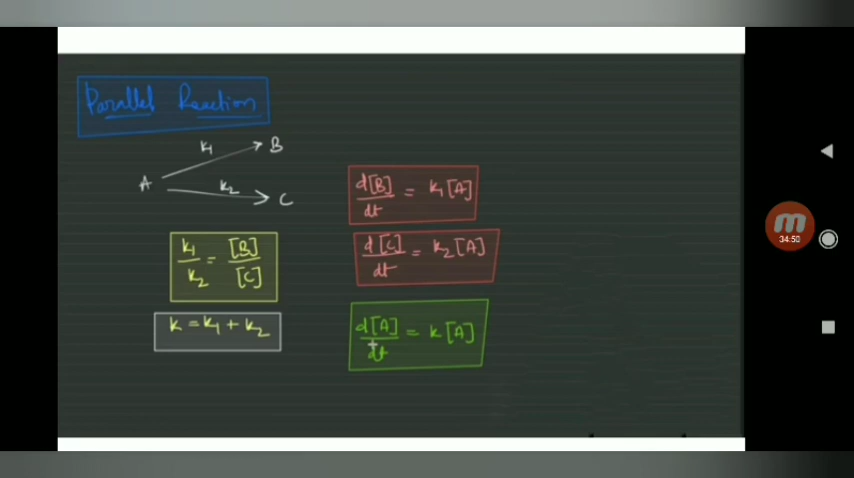 Parallel Reaction
k₁
B
A
k₂
C
d[B]/dt = k₁[A]
k₁/k₂ = [B]/[C]
d[C]/dt = k₂[A]
k = k₁ + k₂
d[A]/dt = k[A]
34:50